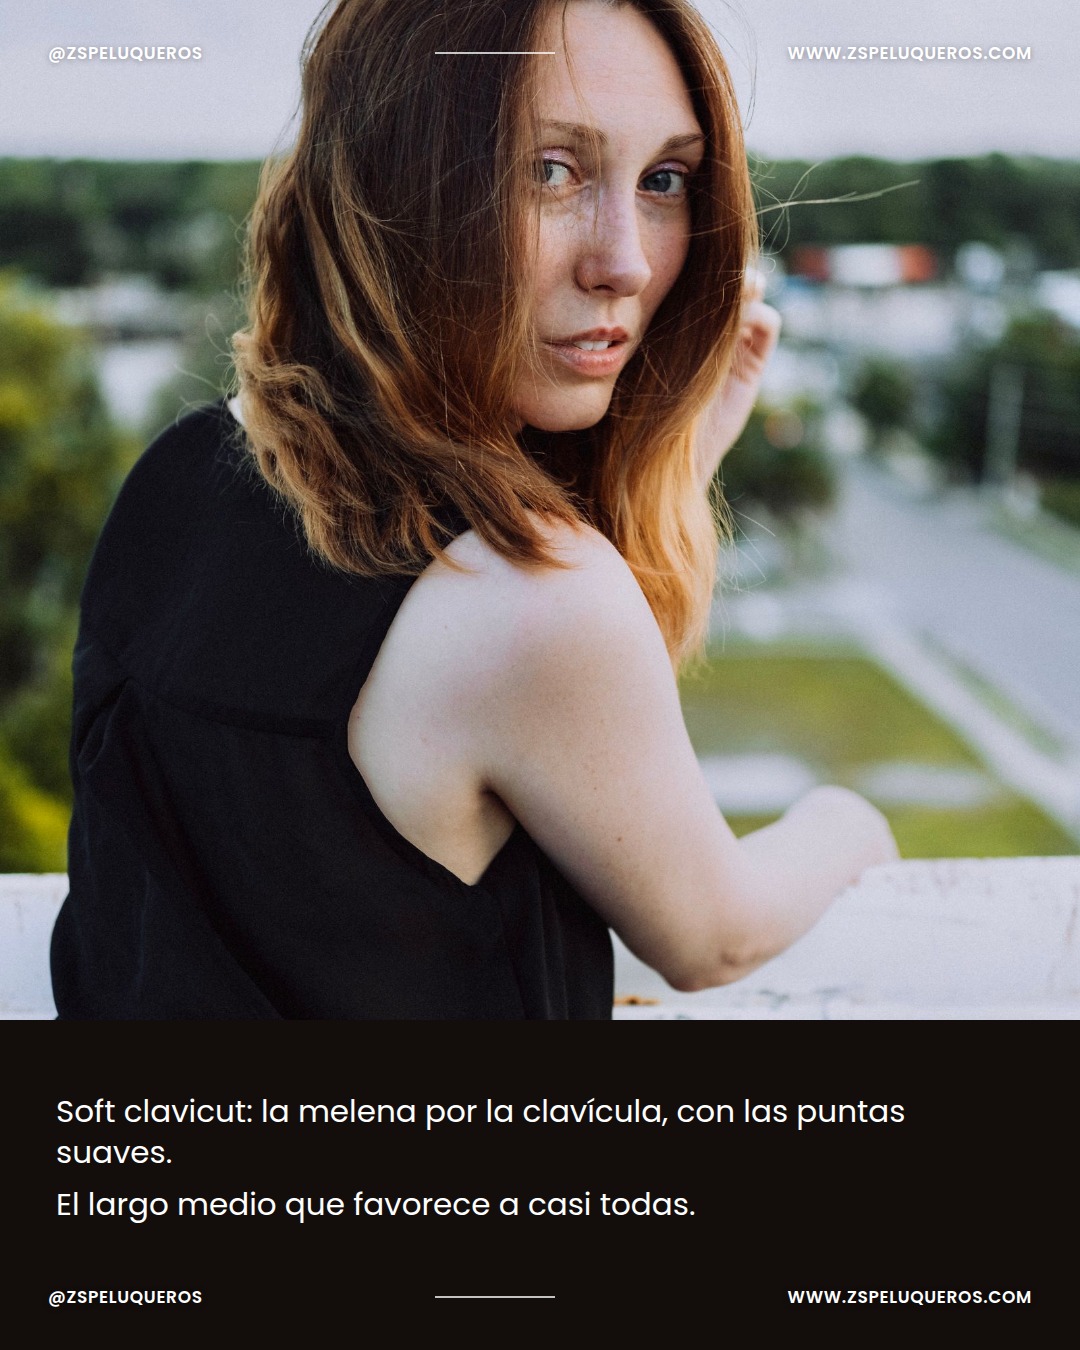 @ZSPELUQUEROS WWW.ZSPELUQUEROS.COM
Soft clavicut: la melena por la clavícula, con las puntas
suaves.
El largo medio que favorece a casi todas.
@ZSPELUQUEROS WWW.ZSPELUQUEROS.COM